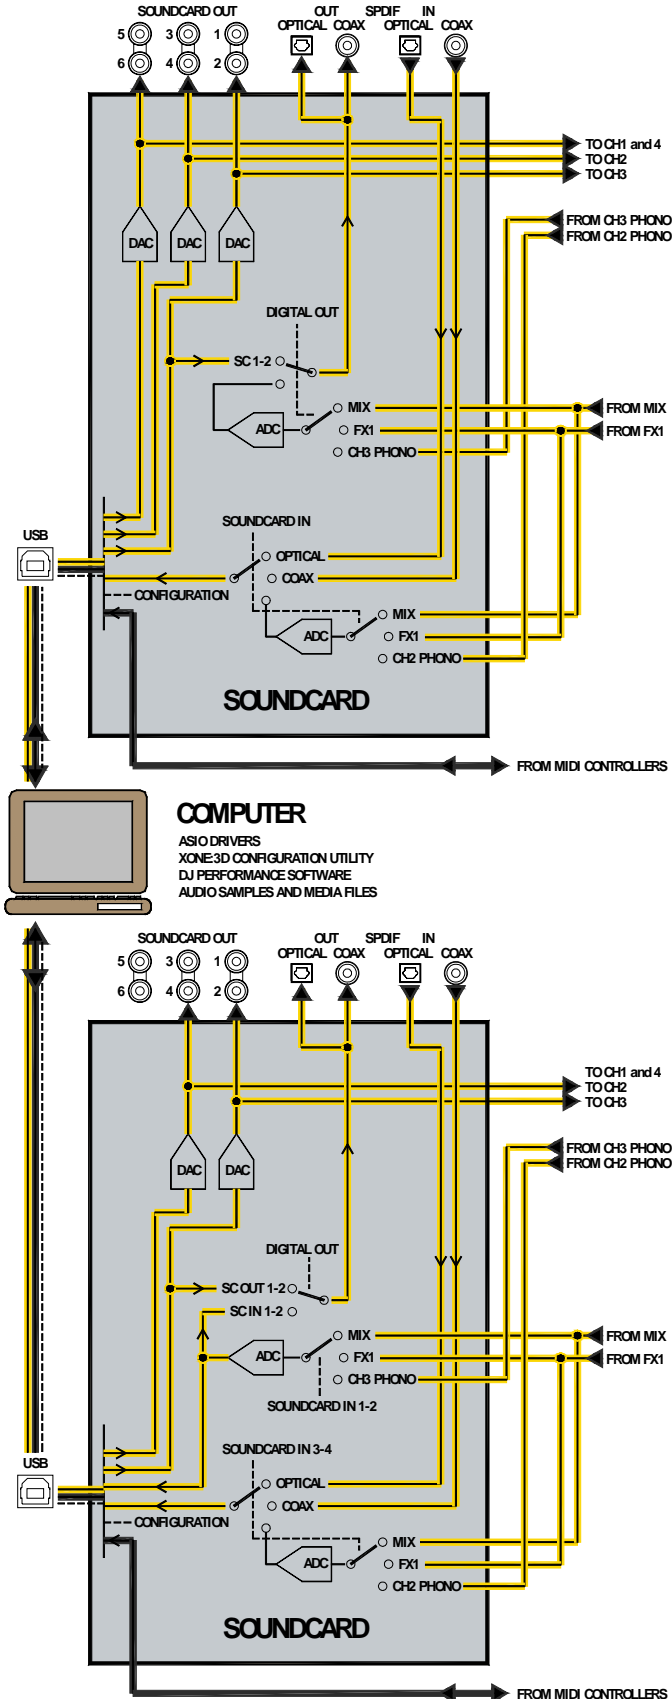 SOUNDCARD OUT OUT SPDIF IN
OPTICAL COAX OPTICAL COAX
5 3 1
6 4 2
TO CH1 and 4
TO CH2
TO CH3
FROM CH3 PHONO
FROM CH2 PHONO
DAC DAC DAC
DIGITAL OUT
SC 1-2
MIX FROM MIX
ADC FX1 FROM FX1
CH3 PHONO
SOUNDCARD IN
USB
OPTICAL
COAX
CONFIGURATION
MIX
ADC FX1
CH2 PHONO
SOUNDCARD
FROM MIDI CONTROLLERS
COMPUTER
ASIO DRIVERS
XONE:3D CONFIGURATION UTILITY
DJ PERFORMANCE SOFTWARE
AUDIO SAMPLES AND MEDIA FILES
SOUNDCARD OUT OUT SPDIF IN
OPTICAL COAX OPTICAL COAX
5 3 1
6 4 2
TO CH1 and 4
TO CH2
TO CH3
FROM CH3 PHONO
FROM CH2 PHONO
DAC DAC
DIGITAL OUT
SC OUT 1-2
SC IN 1-2
MIX FROM MIX
ADC FX1 FROM FX1
CH3 PHONO
SOUNDCARD IN 1-2
SOUNDCARD IN 3-4
USB
OPTICAL
COAX
CONFIGURATION
MIX
ADC FX1
CH2 PHONO
SOUNDCARD
FROM MIDI CONTROLLERS